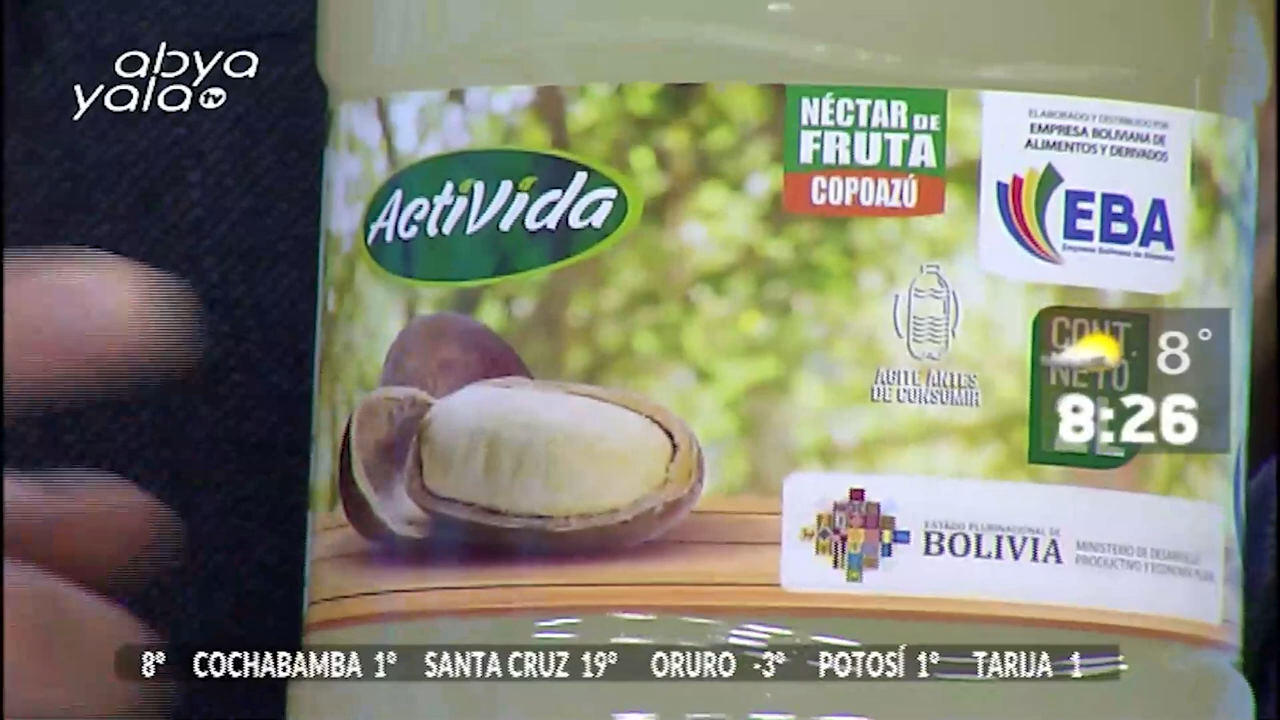 abya
yala tv
ActiVida
NÉCTAR DE
FRUTA
COPOAZÚ
ELABORADO Y DISTRIBUIDO POR
EMPRESA BOLIVIANA DE
ALIMENTOS Y DERIVADOS
EBA
AGITE ANTES
DE CONSUMIR
CONT
NETO
8°
8:26
ESTADO PLURINACIONAL DE
BOLIVIA
MINISTERIO DE DESARROLLO
PRODUCTIVO Y ECONOMÍA
8° COCHABAMBA 1° SANTA CRUZ 19° ORURO -3° POTOSÍ 1° TARIJA 1